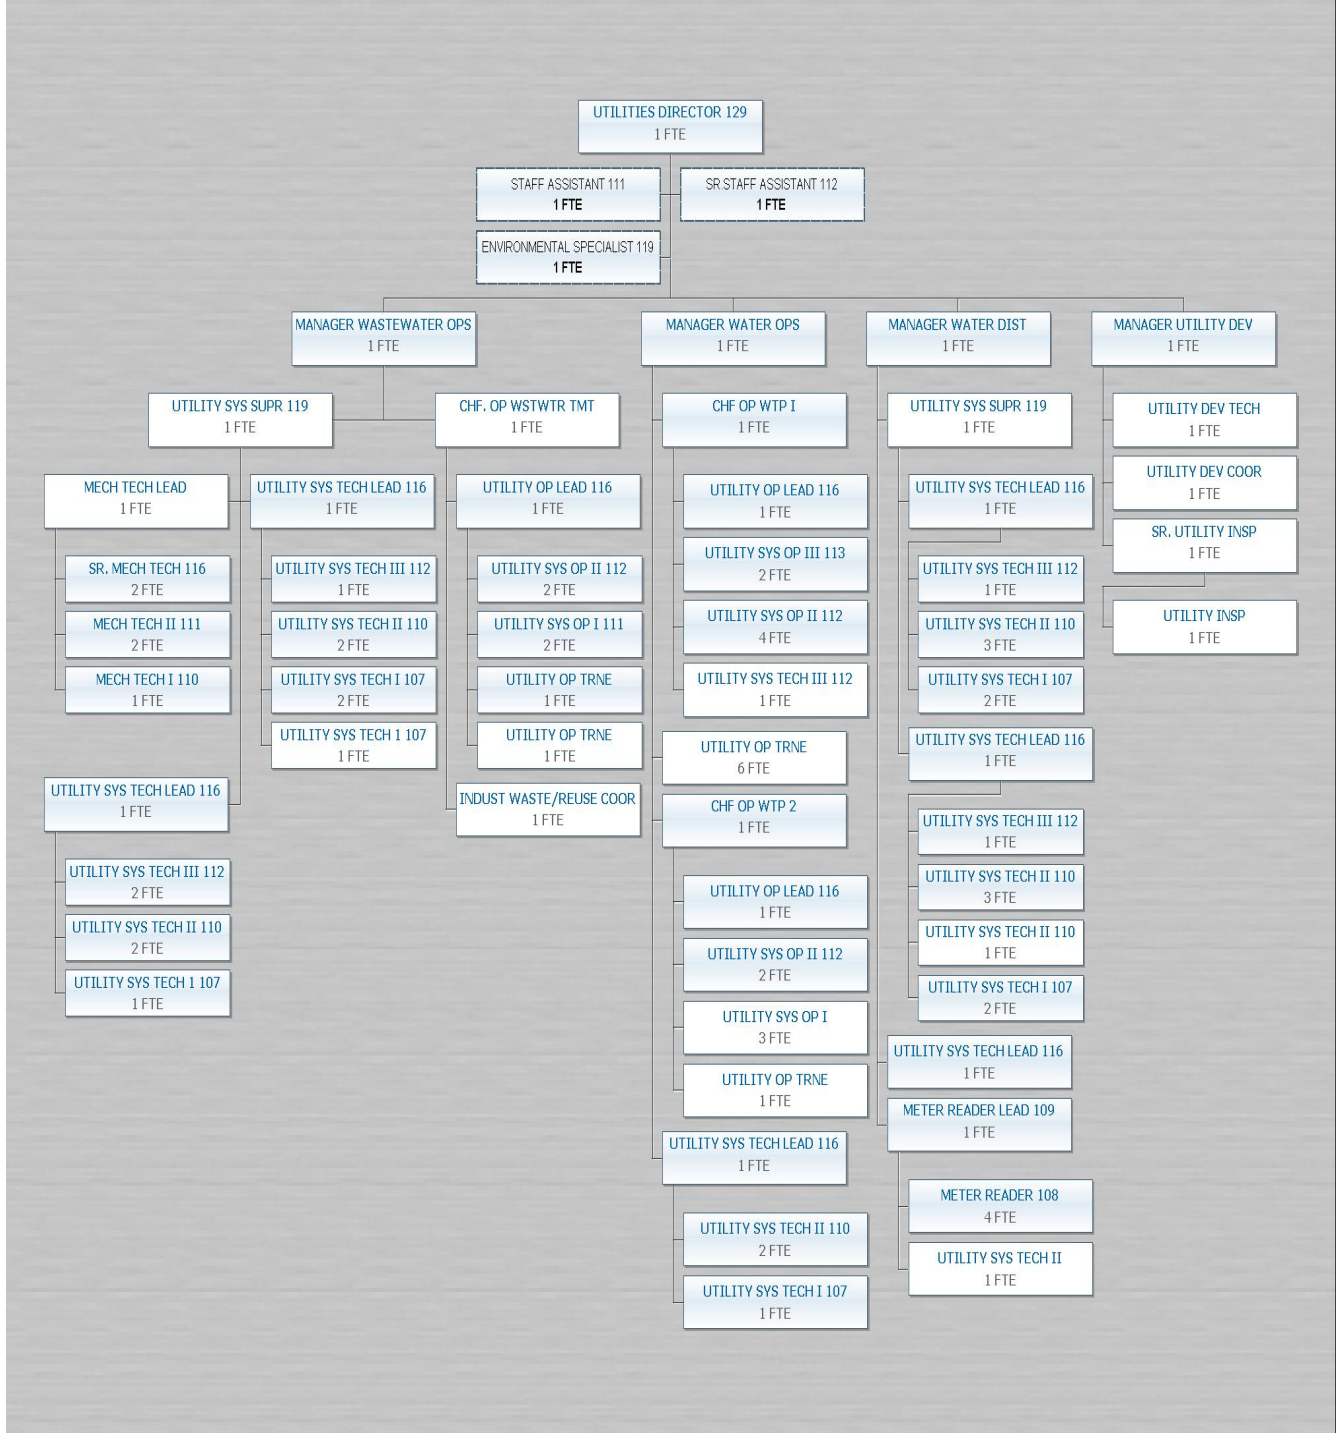 UTILITIES DIRECTOR 129
1 FTE
STAFF ASSISTANT 111
1 FTE
SR.STAFF ASSISTANT 112
1 FTE
ENVIRONMENTAL SPECIALIST 119
1 FTE
MANAGER WASTEWATER OPS
1 FTE
UTILITY SYS SUPR 119
1 FTE
MECH TECH LEAD
1 FTE
SR. MECH TECH 116
2 FTE
MECH TECH II 111
2 FTE
MECH TECH I 110
1 FTE
UTILITY SYS TECH LEAD 116
1 FTE
UTILITY SYS TECH III 112
1 FTE
UTILITY SYS TECH II 110
2 FTE
UTILITY SYS TECH I 107
2 FTE
UTILITY SYS TECH 1 107
1 FTE
UTILITY SYS TECH LEAD 116
1 FTE
UTILITY SYS TECH III 112
2 FTE
UTILITY SYS TECH II 110
2 FTE
UTILITY SYS TECH 1 107
1 FTE
CHF. OP WSTWTR TMT
1 FTE
UTILITY OP LEAD 116
1 FTE
UTILITY SYS OP II 112
2 FTE
UTILITY SYS OP I 111
2 FTE
UTILITY OP TRNE
1 FTE
UTILITY OP TRNE
1 FTE
INDUST WASTE/REUSE COOR
1 FTE
MANAGER WATER OPS
1 FTE
CHF OP WTP I
1 FTE
UTILITY OP LEAD 116
1 FTE
UTILITY SYS OP III 113
2 FTE
UTILITY SYS OP II 112
4 FTE
UTILITY SYS TECH III 112
1 FTE
UTILITY OP TRNE
6 FTE
CHF OP WTP 2
1 FTE
UTILITY OP LEAD 116
1 FTE
UTILITY SYS OP II 112
2 FTE
UTILITY SYS OP I
3 FTE
UTILITY OP TRNE
1 FTE
UTILITY SYS TECH LEAD 116
1 FTE
UTILITY SYS TECH II 110
2 FTE
UTILITY SYS TECH I 107
1 FTE
MANAGER WATER DIST
1 FTE
UTILITY SYS SUPR 119
1 FTE
UTILITY SYS TECH LEAD 116
1 FTE
UTILITY SYS TECH III 112
1 FTE
UTILITY SYS TECH II 110
3 FTE
UTILITY SYS TECH I 107
2 FTE
UTILITY SYS TECH LEAD 116
1 FTE
UTILITY SYS TECH III 112
1 FTE
UTILITY SYS TECH II 110
3 FTE
UTILITY SYS TECH II 110
1 FTE
UTILITY SYS TECH I 107
2 FTE
UTILITY SYS TECH LEAD 116
1 FTE
METER READER LEAD 109
1 FTE
METER READER 108
4 FTE
UTILITY SYS TECH II
1 FTE
MANAGER UTILITY DEV
1 FTE
UTILITY DEV TECH
1 FTE
UTILITY DEV COOR
1 FTE
SR. UTILITY INSP
1 FTE
UTILITY INSP
1 FTE